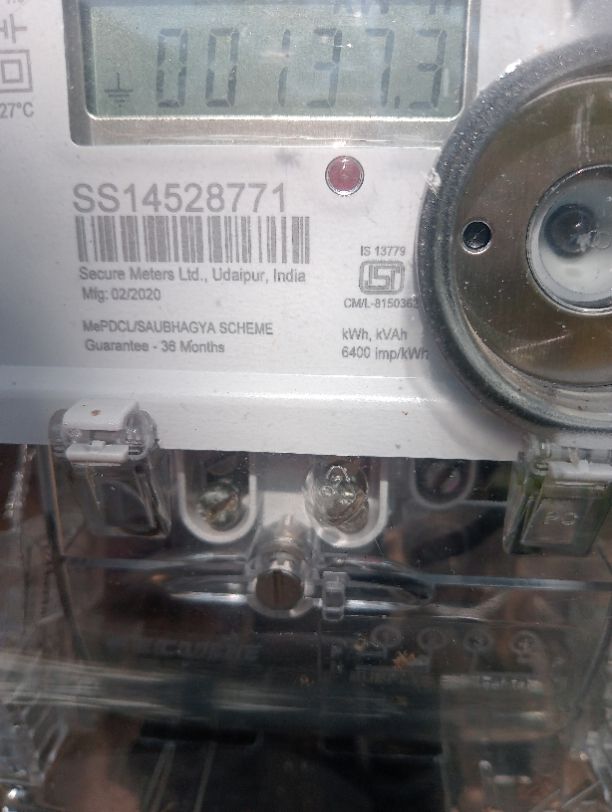 00137.3
27°C
SS14528771
Secure Meters Ltd., Udaipur, India
Mfg: 02/2020
IS 13779
ISI
CM/L-8150362
MePDCL/SAUBHAGYA SCHEME
Guarantee - 36 Months
kWh, kVAh
6400 imp/kWh